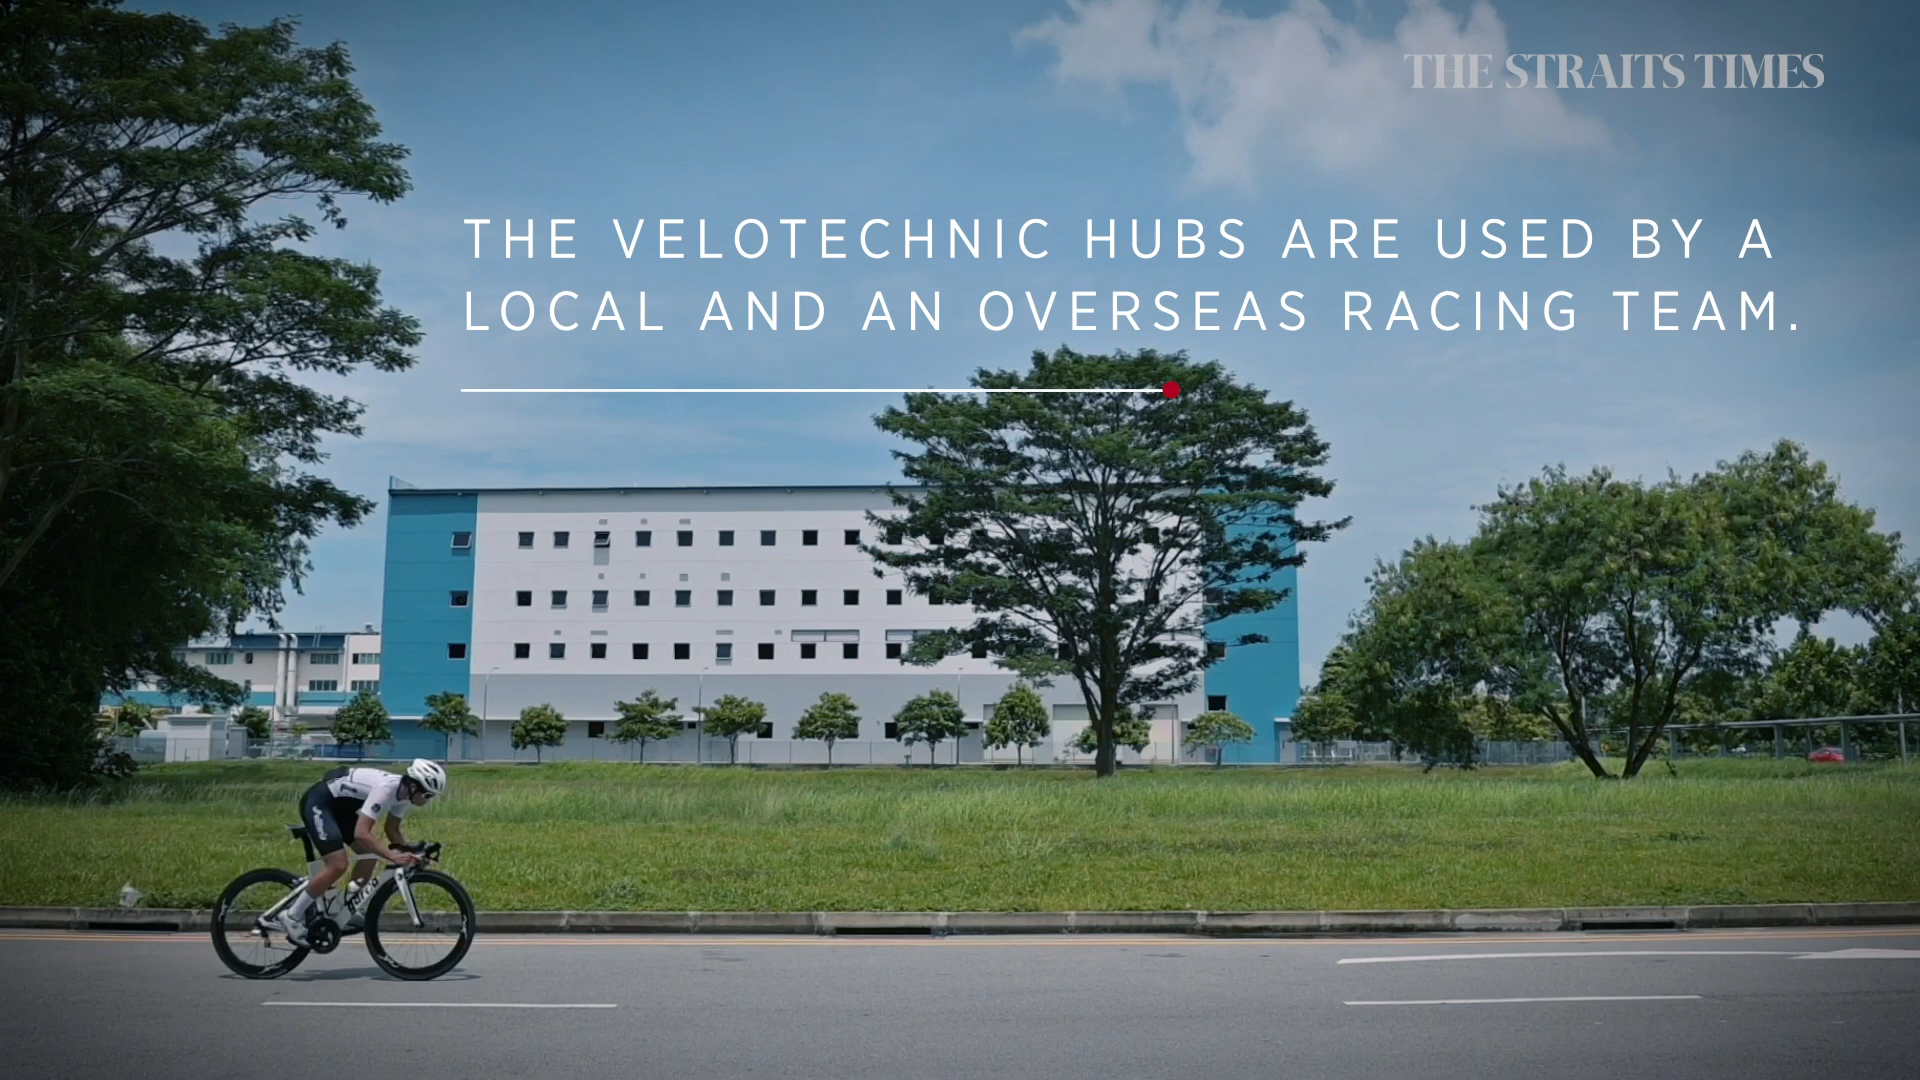 THE STRAITS TIMES
THE VELOTECHNIC HUBS ARE USED BY A
LOCAL AND AN OVERSEAS RACING TEAM.